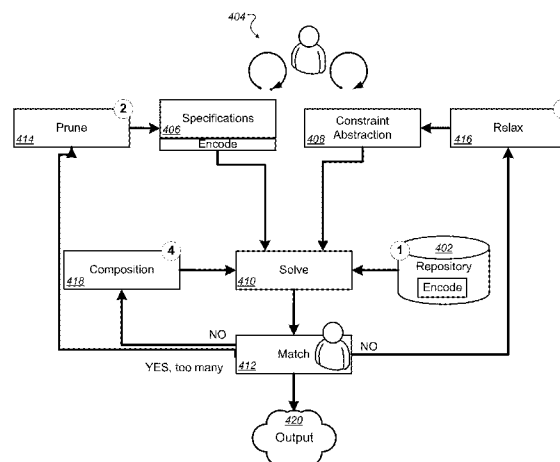 404
2
Prune
414
Specifications
406
Encode
Constraint
Abstraction
Relax
416
4
Composition
418
Solve
410
1
402
Repository
Encode
NO
Match
412
NO
YES, too many
420
Output